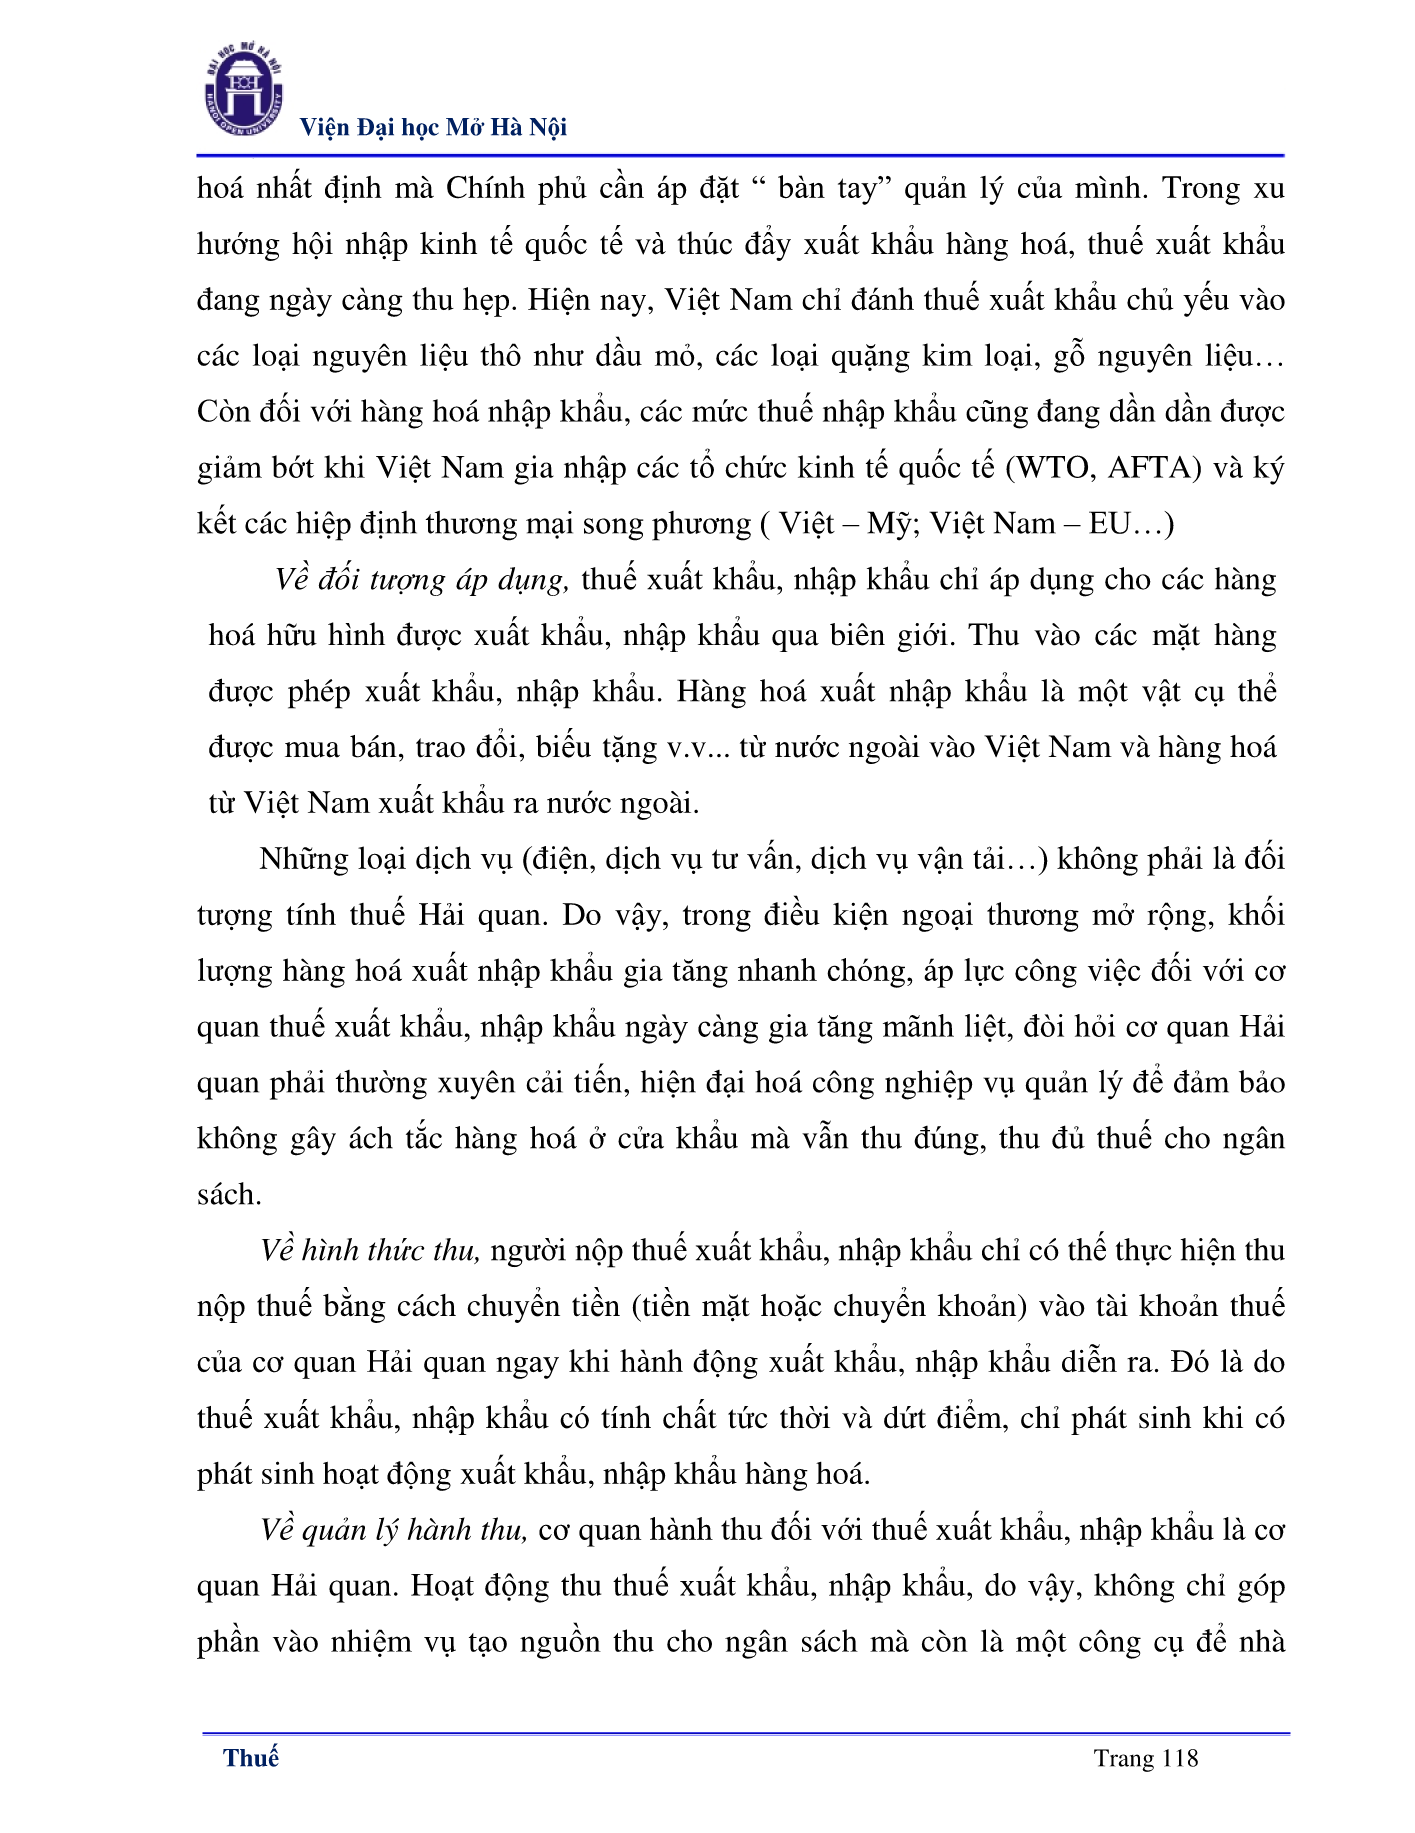 ĐẠI HỌC MỞ HÀ NỘI
HANOI OPEN UNIVERSITY
Viện Đại học Mở Hà Nội
hoá nhất định mà Chính phủ cần áp đặt “ bàn tay” quản lý của mình. Trong xu
hướng hội nhập kinh tế quốc tế và thúc đẩy xuất khẩu hàng hoá, thuế xuất khẩu
đang ngày càng thu hẹp. Hiện nay, Việt Nam chỉ đánh thuế xuất khẩu chủ yếu vào
các loại nguyên liệu thô như dầu mỏ, các loại quặng kim loại, gỗ nguyên liệu…
Còn đối với hàng hoá nhập khẩu, các mức thuế nhập khẩu cũng đang dần dần được
giảm bớt khi Việt Nam gia nhập các tổ chức kinh tế quốc tế (WTO, AFTA) và ký
kết các hiệp định thương mại song phương ( Việt – Mỹ; Việt Nam – EU…)
Về đối tượng áp dụng, thuế xuất khẩu, nhập khẩu chỉ áp dụng cho các hàng
hoá hữu hình được xuất khẩu, nhập khẩu qua biên giới. Thu vào các mặt hàng
được phép xuất khẩu, nhập khẩu. Hàng hoá xuất nhập khẩu là một vật cụ thể
được mua bán, trao đổi, biếu tặng v.v... từ nước ngoài vào Việt Nam và hàng hoá
từ Việt Nam xuất khẩu ra nước ngoài.
Những loại dịch vụ (điện, dịch vụ tư vấn, dịch vụ vận tải…) không phải là đối
tượng tính thuế Hải quan. Do vậy, trong điều kiện ngoại thương mở rộng, khối
lượng hàng hoá xuất nhập khẩu gia tăng nhanh chóng, áp lực công việc đối với cơ
quan thuế xuất khẩu, nhập khẩu ngày càng gia tăng mãnh liệt, đòi hỏi cơ quan Hải
quan phải thường xuyên cải tiến, hiện đại hoá công nghiệp vụ quản lý để đảm bảo
không gây ách tắc hàng hoá ở cửa khẩu mà vẫn thu đúng, thu đủ thuế cho ngân
sách.
Về hình thức thu, người nộp thuế xuất khẩu, nhập khẩu chỉ có thế thực hiện thu
nộp thuế bằng cách chuyển tiền (tiền mặt hoặc chuyển khoản) vào tài khoản thuế
của cơ quan Hải quan ngay khi hành động xuất khẩu, nhập khẩu diễn ra. Đó là do
thuế xuất khẩu, nhập khẩu có tính chất tức thời và dứt điểm, chỉ phát sinh khi có
phát sinh hoạt động xuất khẩu, nhập khẩu hàng hoá.
Về quản lý hành thu, cơ quan hành thu đối với thuế xuất khẩu, nhập khẩu là cơ
quan Hải quan. Hoạt động thu thuế xuất khẩu, nhập khẩu, do vậy, không chỉ góp
phần vào nhiệm vụ tạo nguồn thu cho ngân sách mà còn là một công cụ để nhà
Thuế
Trang 118